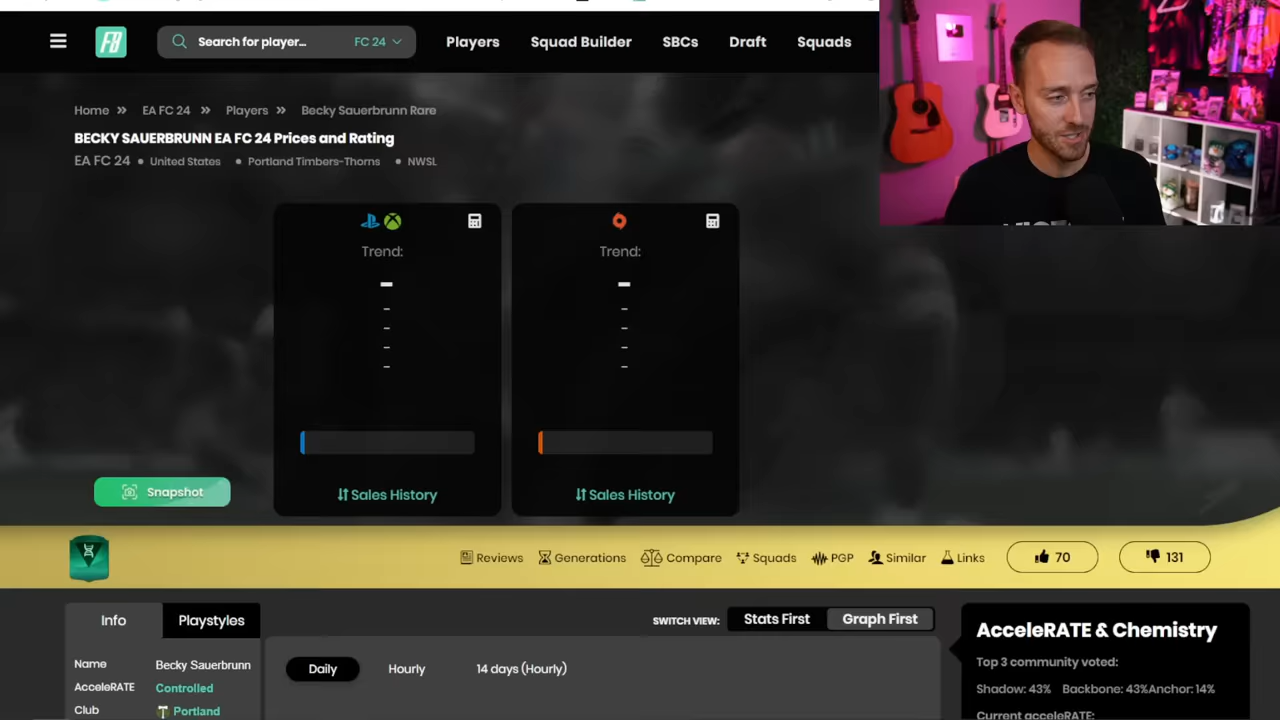 FB
Search for player...
FC 24
Players
Squad Builder
SBCs
Draft
Squads
Home » EA FC 24 » Players » Becky Sauerbrunn Rare
BECKY SAUERBRUNN EA FC 24 Prices and Rating
EA FC 24 • United States • Portland Timbers-Thorns • NWSL
Trend:
Trend:
-
-
-
-
-
-
-
-
-
-
Sales History
Sales History
Snapshot
Reviews
Generations
Compare
Squads
PGP
Similar
Links
70
131
Info
Playstyles
SWITCH VIEW:
Stats First
Graph First
Name
Becky Sauerbrunn
AcceleRATE
Controlled
Club
Portland
Daily
Hourly
14 days (Hourly)
AcceleRATE & Chemistry
Top 3 community voted:
Shadow: 43% Backbone: 43%Anchor: 14%
Current acceleRATE: